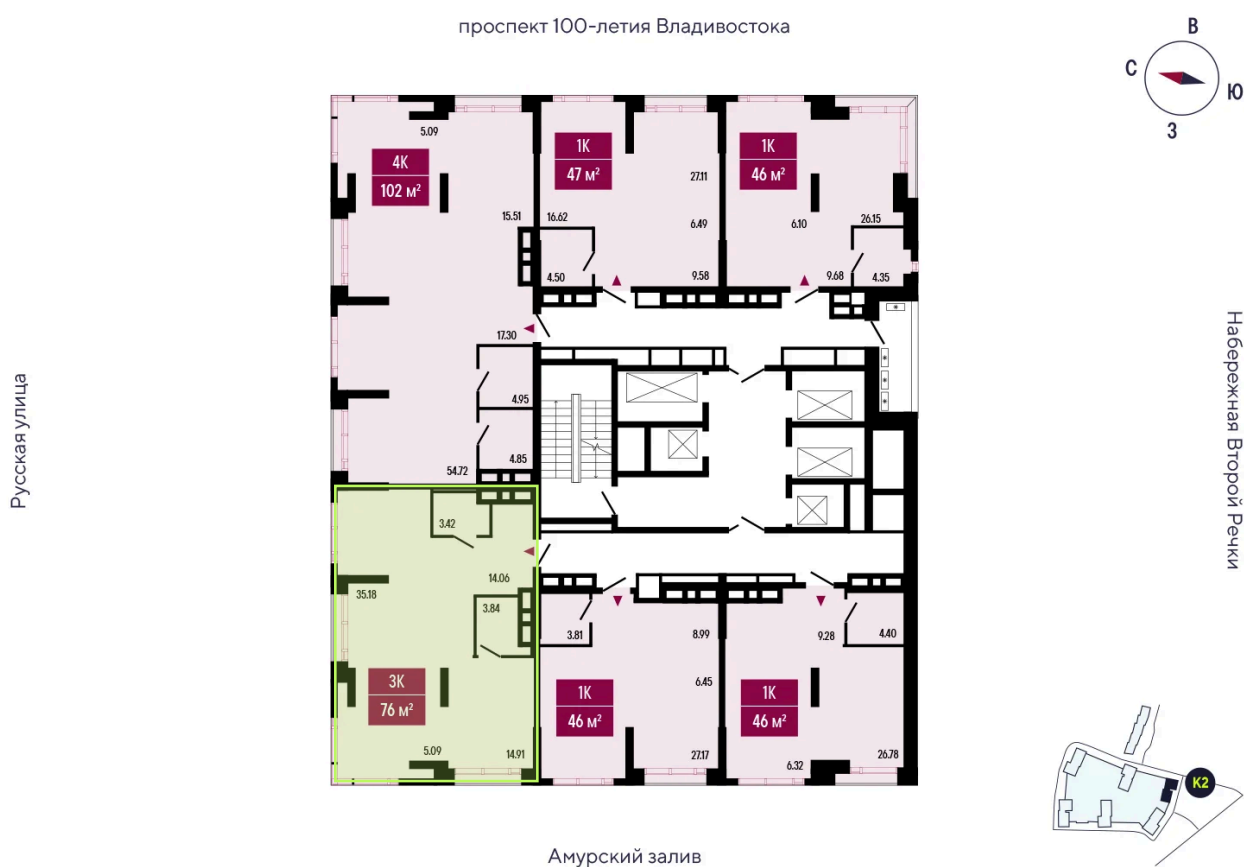 проспект 100-летия Владивостока
В
С
Ю
З
5.09
4К
102 м²
15.51
17.30
4.95
4.85
54.72
1К
47 м²
27.11
16.62
6.49
4.50
9.58
1К
46 м²
6.10
26.15
9.68
4.35
Русская улица
Набережная Второй Речки
3.42
14.06
35.18
3.84
3К
76 м²
5.09
14.91
3.81
8.99
6.45
1К
46 м²
27.17
9.28
4.40
1К
46 м²
6.32
26.78
К2
Амурский залив